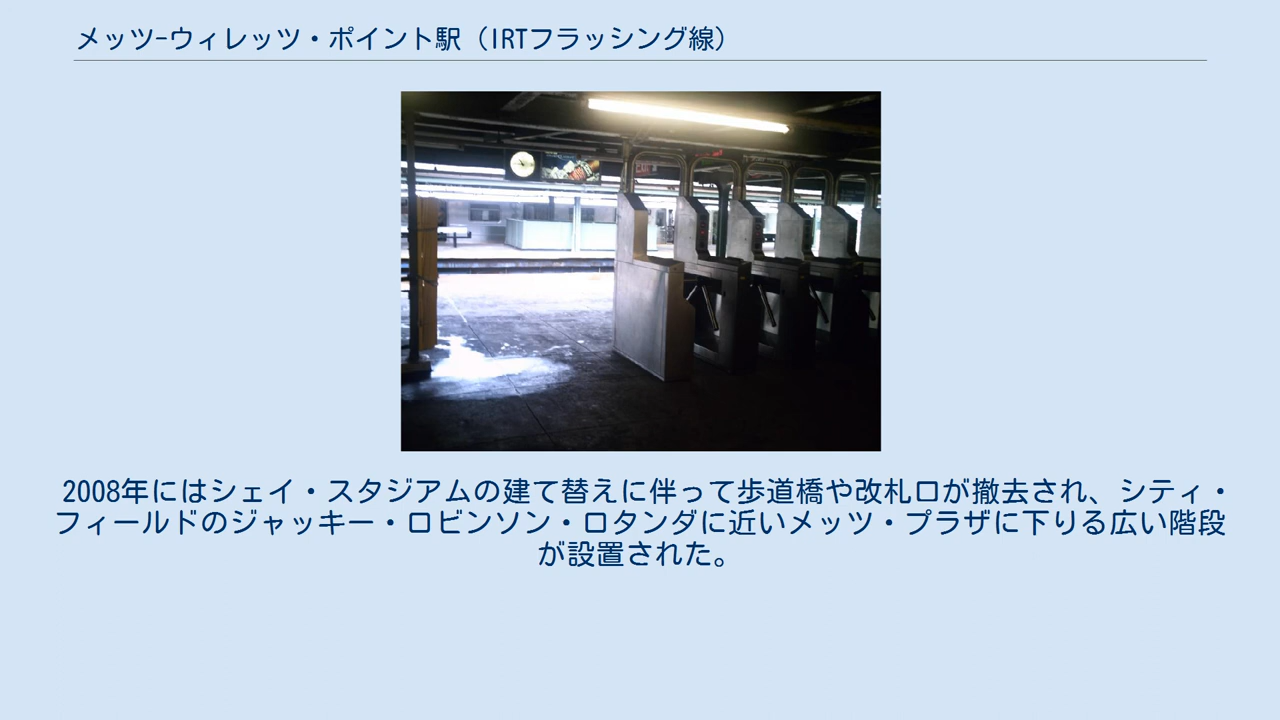 メッツ-ウィレッツ・ポイント駅（IRTフラッシング線）
2008年にはシェイ・スタジアムの建て替えに伴って歩道橋や改札口が撤去され、シティ・
フィールドのジャッキー・ロビンソン・ロタンダに近いメッツ・プラザに下りる広い階段
が設置された。